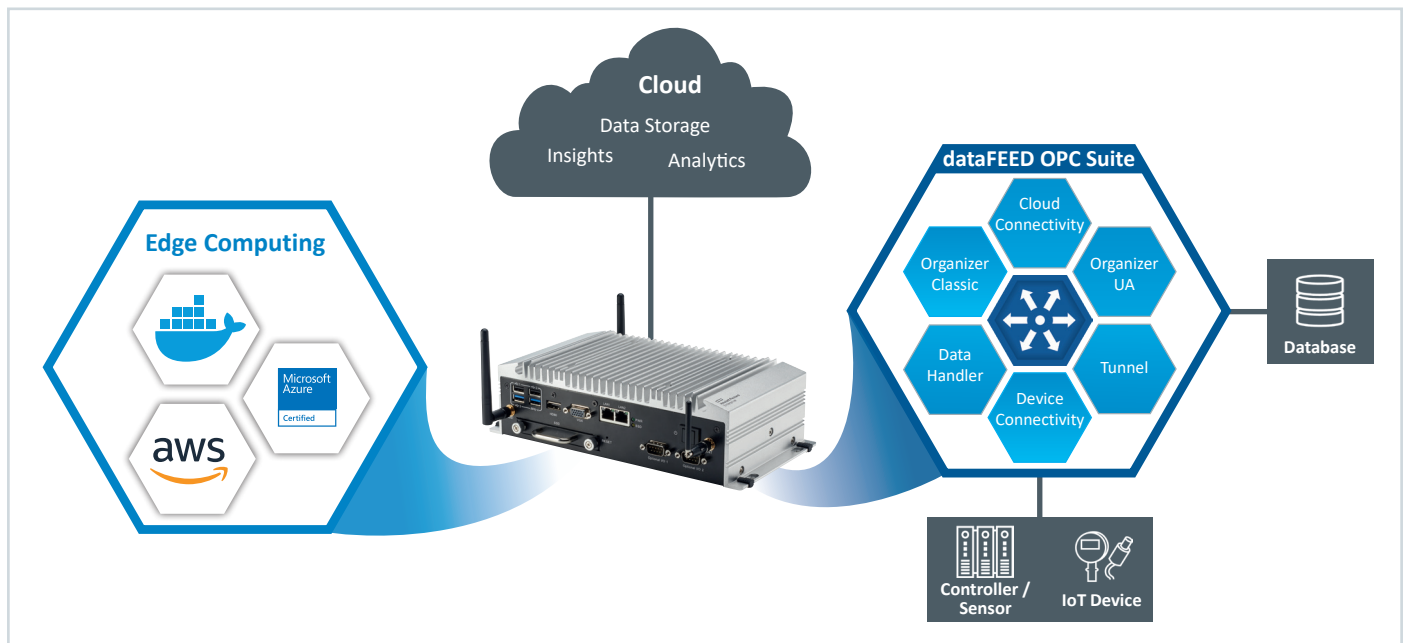 Cloud
Data Storage
Insights
Analytics
Edge Computing
Microsoft
Azure
Certified
aws
dataFEED OPC Suite
Cloud
Connectivity
Organizer
Classic
Organizer
UA
Data
Handler
Tunnel
Device
Connectivity
Database
Controller /
Sensor
IoT Device